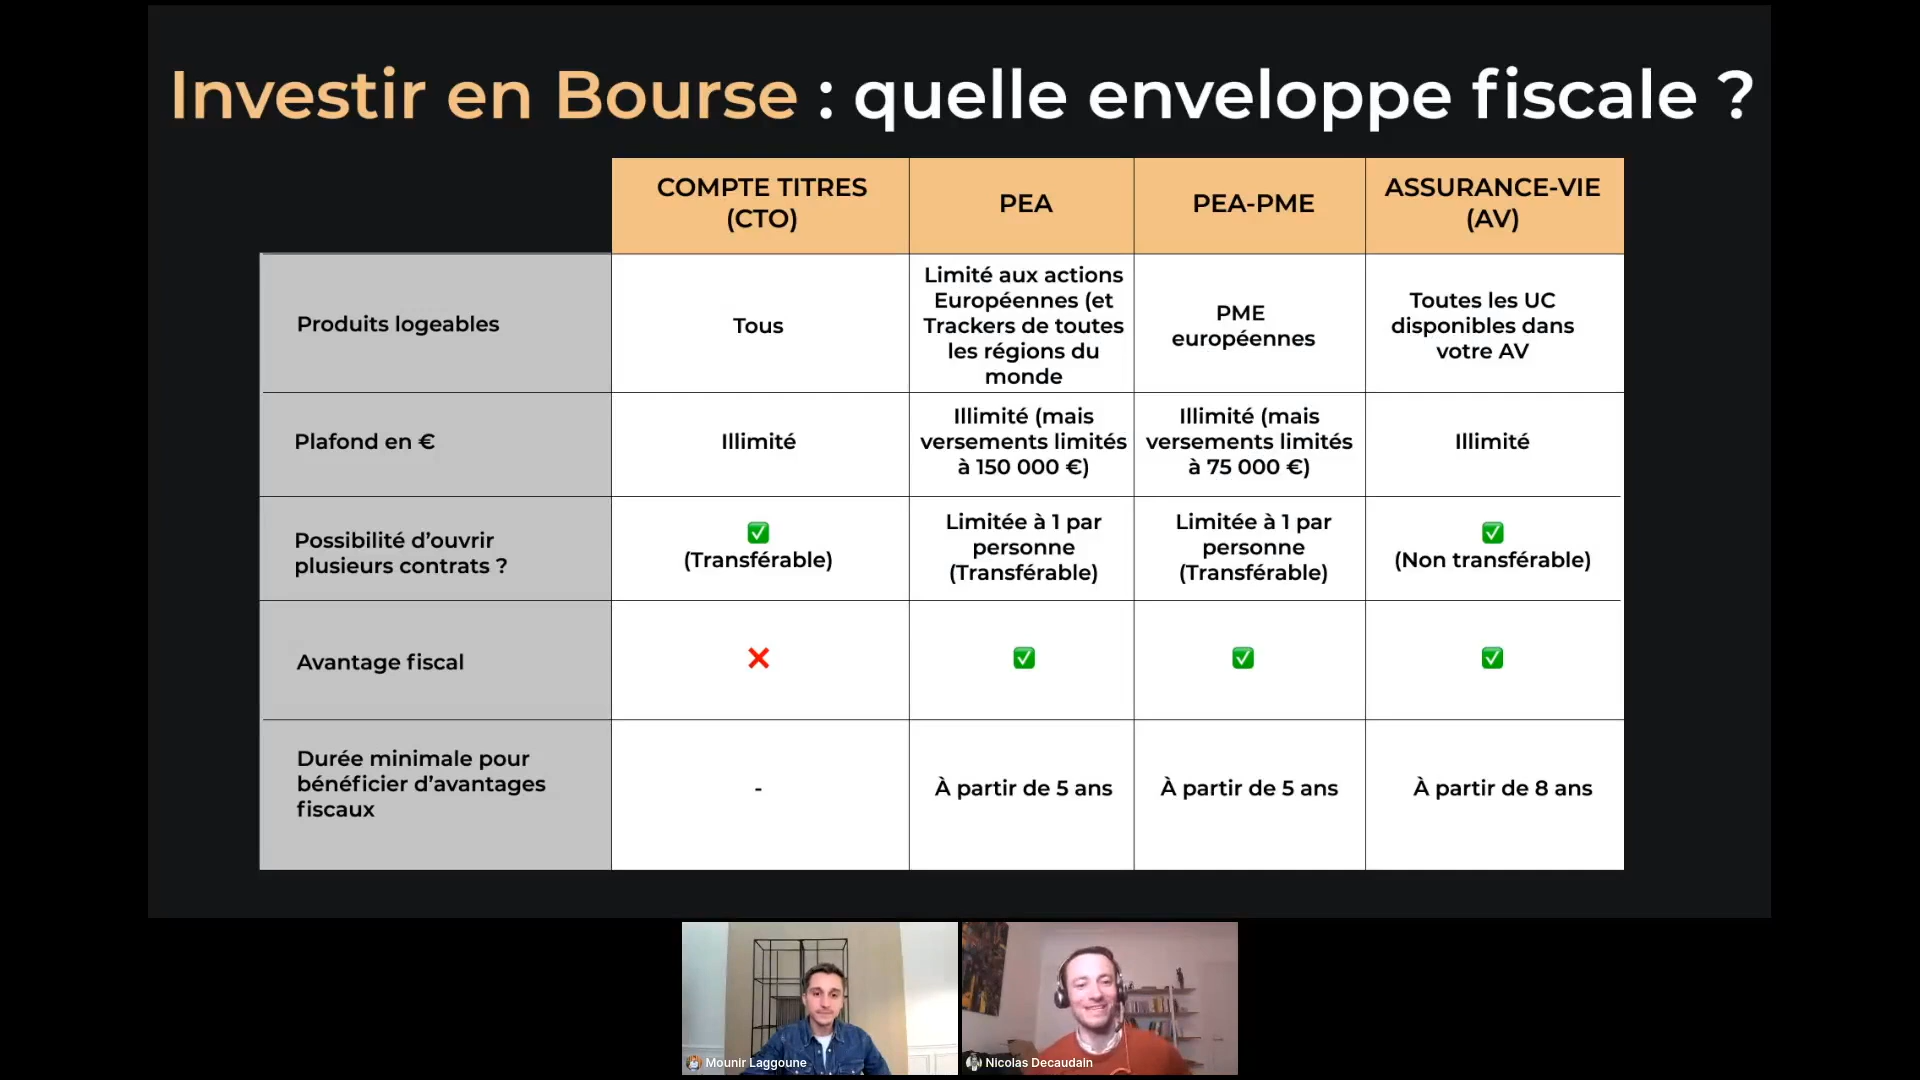 Investir en Bourse : quelle enveloppe fiscale ?
COMPTE TITRES
(CTO)
PEA
PEA-PME
ASSURANCE-VIE
(AV)
Produits logeables
Tous
Limité aux actions
Européennes (et
Trackers de toutes
les régions du
monde
PME
européennes
Toutes les UC
disponibles dans
votre AV
Plafond en €
Illimité
Illimité (mais
versements limités
à 150 000 €)
Illimité (mais
versements limités
à 75 000 €)
Illimité
Possibilité d’ouvrir
plusieurs contrats ?
✅
(Transférable)
Limitée à 1 par
personne
(Transférable)
Limitée à 1 par
personne
(Transférable)
✅
(Non transférable)
Avantage fiscal
❌
✅
✅
✅
Durée minimale pour
bénéficier d’avantages
fiscaux
-
À partir de 5 ans
À partir de 5 ans
À partir de 8 ans
Mounir Laggoune
Nicolas Decaudain